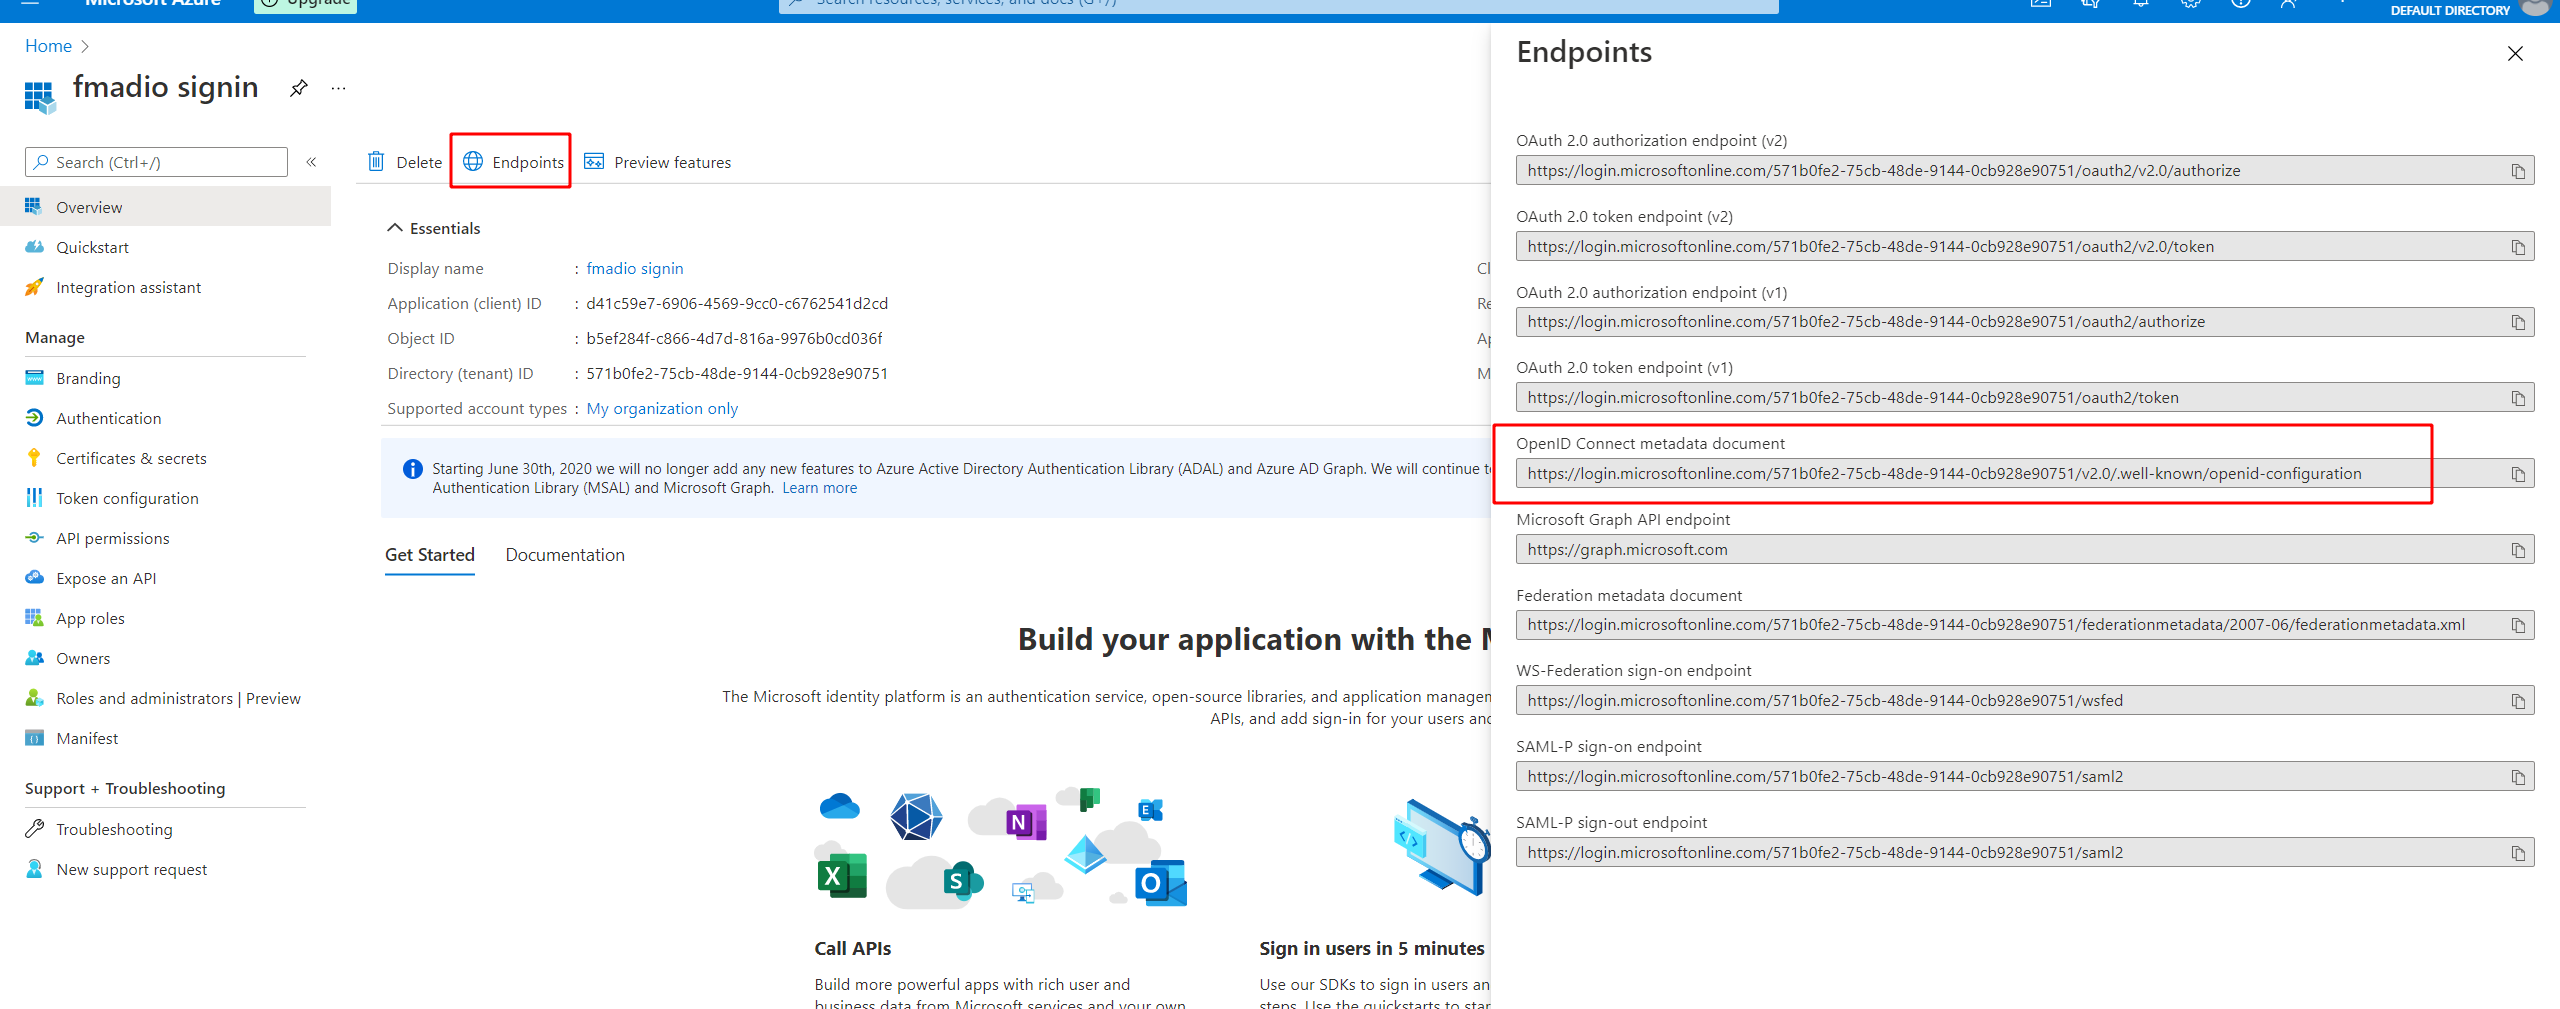 Microsoft Azure
Upgrade
Search resources, services, and docs (G+/)
DEFAULT DIRECTORY
Home
fmadio signin
Search (Ctrl+/)
Overview
Quickstart
Integration assistant
Manage
Branding
Authentication
Certificates & secrets
Token configuration
API permissions
Expose an API
App roles
Owners
Roles and administrators | Preview
Manifest
Support + Troubleshooting
Troubleshooting
New support request
Delete
Endpoints
Preview features
Essentials
Display name : fmadio signin
Application (client) ID : d41c59e7-6906-4569-9cc0-c6762541d2cd
Object ID : b5ef284f-c866-4d7d-816a-9976b0cd036f
Directory (tenant) ID : 571b0fe2-75cb-48de-9144-0cb928e90751
Supported account types : My organization only
Cl
Re
Ap
M
Starting June 30th, 2020 we will no longer add any new features to Azure Active Directory Authentication Library (ADAL) and Azure AD Graph. We will continue t
Authentication Library (MSAL) and Microsoft Graph. Learn more
Get Started
Documentation
Build your application with the M
The Microsoft identity platform is an authentication service, open-source libraries, and application managem
APIs, and add sign-in for your users and
N
E
X
S
O
Call APIs
Build more powerful apps with rich user and
business data from Microsoft services and your own
Sign in users in 5 minutes
Use our SDKs to sign in users an
steps. Use the quickstarts to star
Endpoints
OAuth 2.0 authorization endpoint (v2)
https://login.microsoftonline.com/571b0fe2-75cb-48de-9144-0cb928e90751/oauth2/v2.0/authorize
OAuth 2.0 token endpoint (v2)
https://login.microsoftonline.com/571b0fe2-75cb-48de-9144-0cb928e90751/oauth2/v2.0/token
OAuth 2.0 authorization endpoint (v1)
https://login.microsoftonline.com/571b0fe2-75cb-48de-9144-0cb928e90751/oauth2/authorize
OAuth 2.0 token endpoint (v1)
https://login.microsoftonline.com/571b0fe2-75cb-48de-9144-0cb928e90751/oauth2/token
OpenID Connect metadata document
https://login.microsoftonline.com/571b0fe2-75cb-48de-9144-0cb928e90751/v2.0/.well-known/openid-configuration
Microsoft Graph API endpoint
https://graph.microsoft.com
Federation metadata document
https://login.microsoftonline.com/571b0fe2-75cb-48de-9144-0cb928e90751/federationmetadata/2007-06/federationmetadata.xml
WS-Federation sign-on endpoint
https://login.microsoftonline.com/571b0fe2-75cb-48de-9144-0cb928e90751/wsfed
SAML-P sign-on endpoint
https://login.microsoftonline.com/571b0fe2-75cb-48de-9144-0cb928e90751/saml2
SAML-P sign-out endpoint
https://login.microsoftonline.com/571b0fe2-75cb-48de-9144-0cb928e90751/saml2